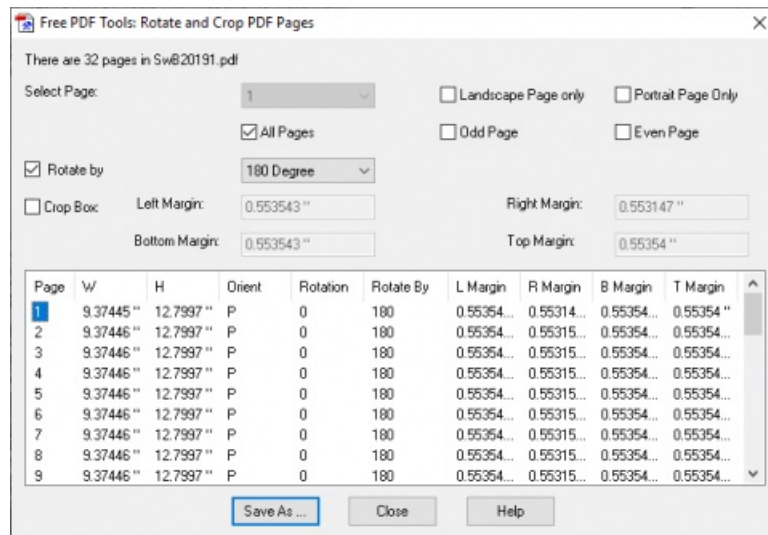 Free PDF Tools: Rotate and Crop PDF Pages
There are 32 pages in SwB20191.pdf
Select Page: 1 Landscape Page only Portrait Page Only
All Pages Odd Page Even Page
Rotate by 180 Degree
Crop Box: Left Margin: 0.553543 '' Right Margin: 0.553147 ''
Bottom Margin: 0.553543 '' Top Margin: 0.55354 ''
Page W H Orient Rotation Rotate By L Margin R Margin B Margin T Margin
1 9.37445 '' 12.7997 '' P 0 180 0.55354... 0.55314... 0.55354... 0.55354 ''
2 9.37446 '' 12.7997 '' P 0 180 0.55354... 0.55315... 0.55354... 0.55354...
3 9.37446 '' 12.7997 '' P 0 180 0.55354... 0.55315... 0.55354... 0.55354...
4 9.37446 '' 12.7997 '' P 0 180 0.55354... 0.55315... 0.55354... 0.55354...
5 9.37446 '' 12.7997 '' P 0 180 0.55354... 0.55315... 0.55354... 0.55354...
6 9.37446 '' 12.7997 '' P 0 180 0.55354... 0.55315... 0.55354... 0.55354...
7 9.37446 '' 12.7997 '' P 0 180 0.55354... 0.55315... 0.55354... 0.55354...
8 9.37446 '' 12.7997 '' P 0 180 0.55354... 0.55315... 0.55354... 0.55354...
9 9.37446 '' 12.7997 '' P 0 180 0.55354... 0.55315... 0.55354... 0.55354...
Save As ... Close Help